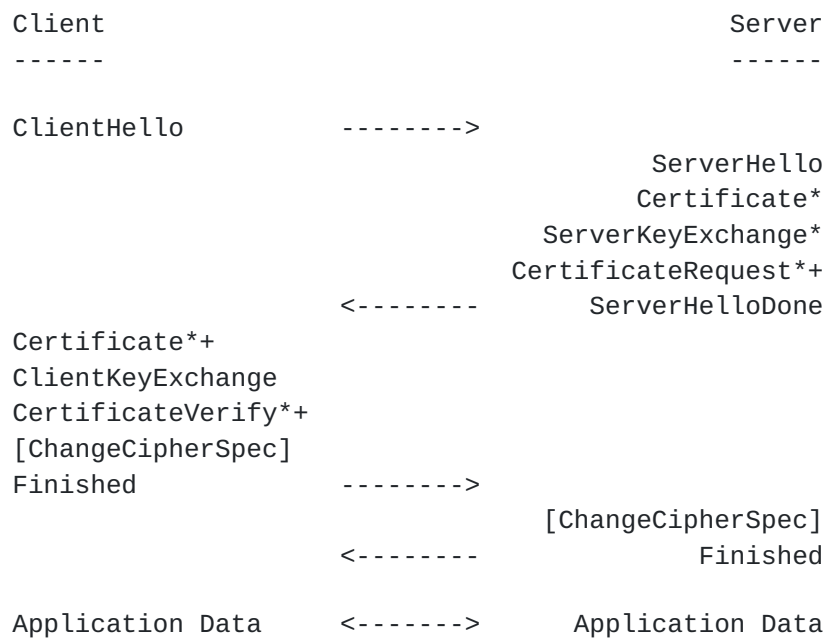 Client Server
------ ------
ClientHello -------->
ServerHello
Certificate*
ServerKeyExchange*
CertificateRequest*+
<-------- ServerHelloDone
Certificate*+
ClientKeyExchange
CertificateVerify*+
[ChangeCipherSpec]
Finished -------->
[ChangeCipherSpec]
<-------- Finished
Application Data <-------> Application Data